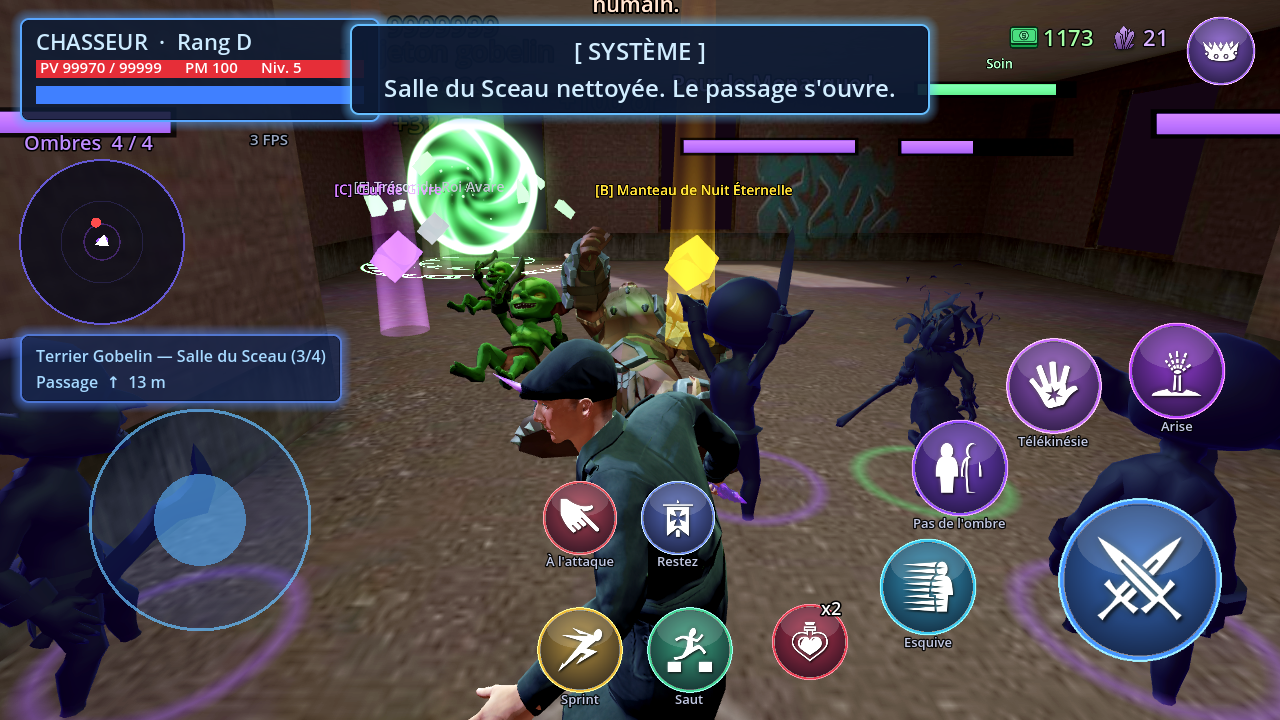 humain.
CHASSEUR · Rang D
PV 99970 / 99999 PM 100 Niv. 5
[ SYSTÈME ]
Salle du Sceau nettoyée. Le passage s'ouvre.
1173
21
Soin
Ombres 4 / 4
3 FPS
[B] Manteau de Nuit Éternelle
Terrier Gobelin — Salle du Sceau (3/4)
Passage ↑ 13 m
Télékinésie
Arise
Pas de l'ombre
À l'attaque
Restez
Esquive
x2
Sprint
Saut